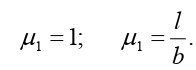 μ₁ = 1;   μ₁ = l/b.